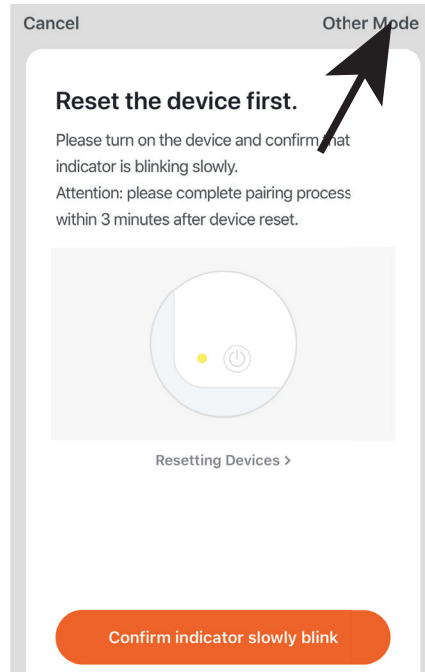 Cancel Other Mode
Reset the device first.
Please turn on the device and confirm that
indicator is blinking slowly.
Attention: please complete pairing process
within 3 minutes after device reset.
Resetting Devices >
Confirm indicator slowly blink